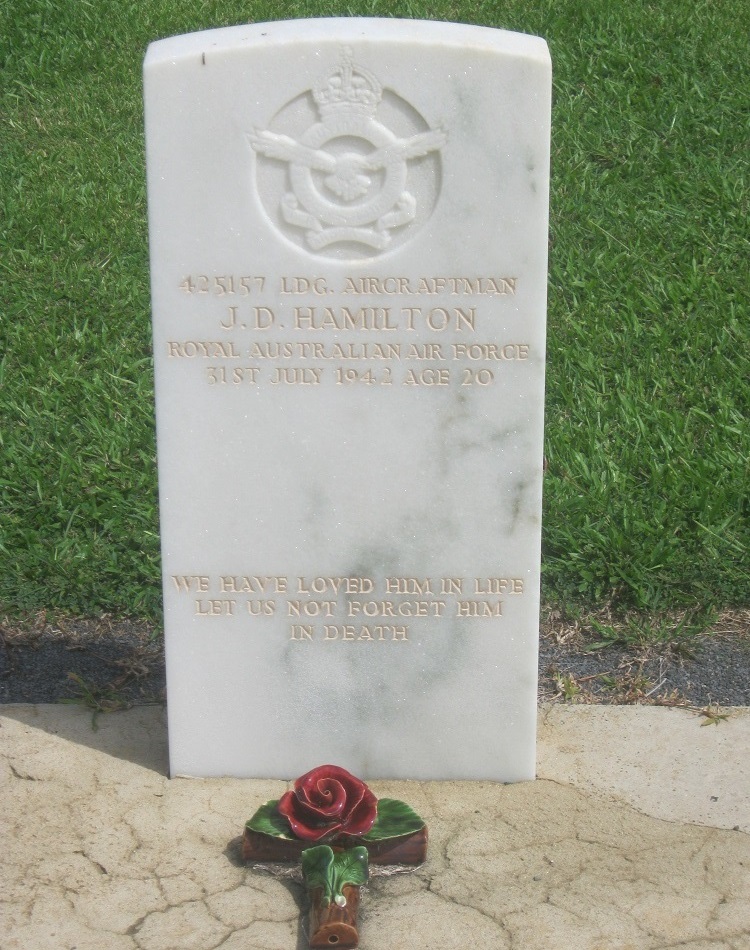 425157 LDG. AIRCRAFTMAN
J. D. HAMILTON
ROYAL AUSTRALIAN AIR FORCE
31ST JULY 1942 AGE 20
WE HAVE LOVED HIM IN LIFE
LET US NOT FORGET HIM
IN DEATH